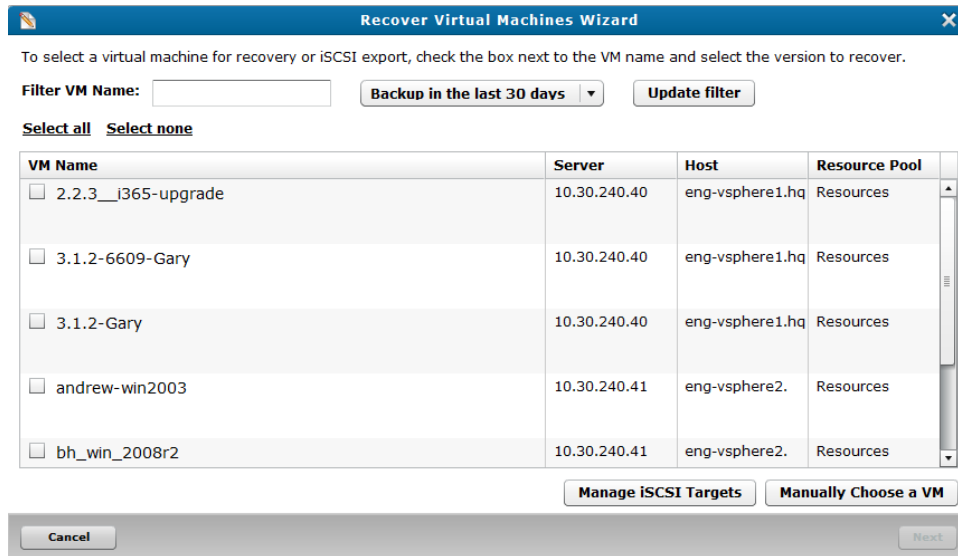 Recover Virtual Machines Wizard
To select a virtual machine for recovery or iSCSI export, check the box next to the VM name and select the version to recover.
Filter VM Name: Backup in the last 30 days Update filter
Select all Select none
VM Name Server Host Resource Pool
2.2.3__i365-upgrade 10.30.240.40 eng-vsphere1.hq Resources
3.1.2-6609-Gary 10.30.240.40 eng-vsphere1.hq Resources
3.1.2-Gary 10.30.240.40 eng-vsphere1.hq Resources
andrew-win2003 10.30.240.41 eng-vsphere2. Resources
bh_win_2008r2 10.30.240.41 eng-vsphere2. Resources
Manage iSCSI Targets Manually Choose a VM
Cancel Next